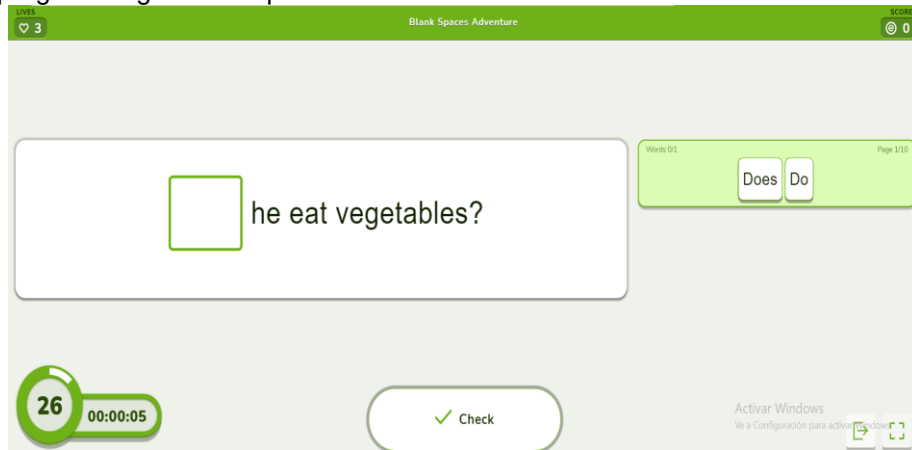 LIVES
3
Blank Spaces Adventure
SCORE
0
he eat vegetables?
Words 0/1
Page 1/10
Does
Do
26
00:00:05
Check
Activar Windows
Ve a Configuración para activar Windows.